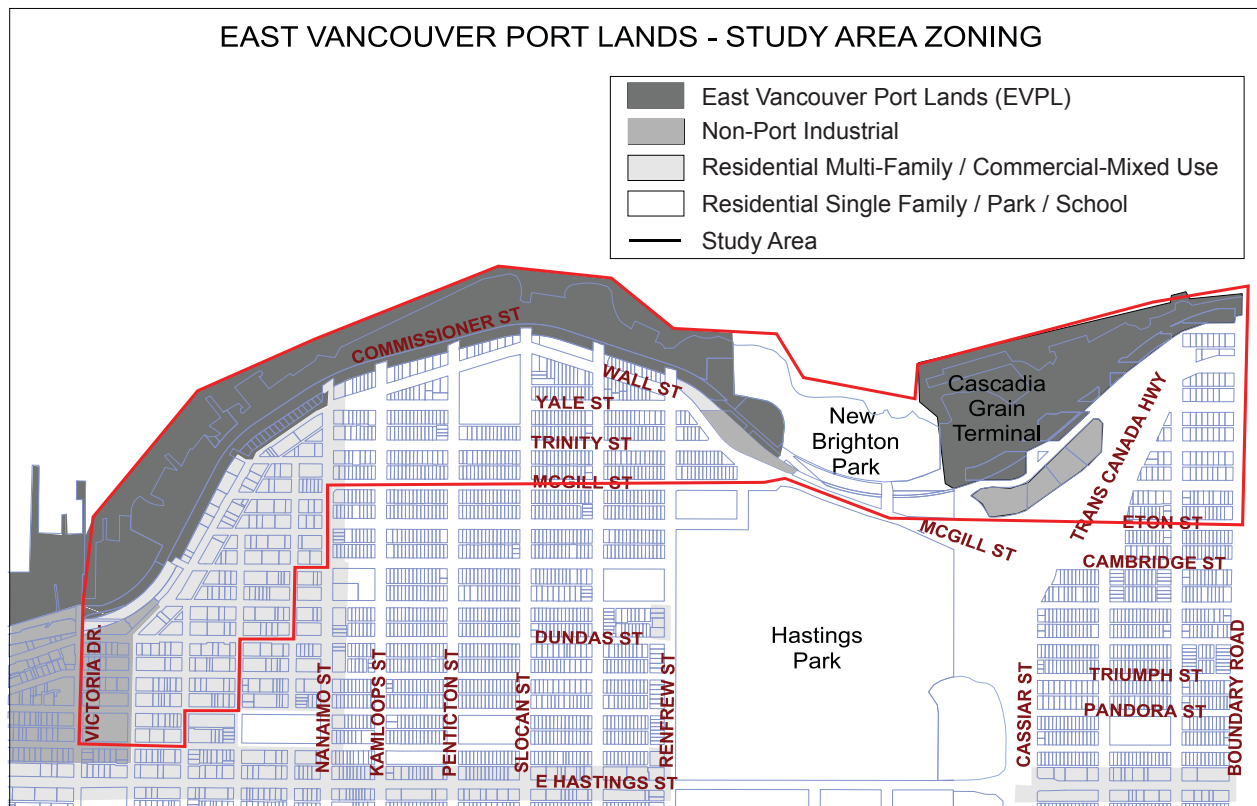 EAST VANCOUVER PORT LANDS - STUDY AREA ZONING
East Vancouver Port Lands (EVPL)
Non-Port Industrial
Residential Multi-Family / Commercial-Mixed Use
Residential Single Family / Park / School
Study Area
COMMISSIONER ST
WALL ST
YALE ST
TRINITY ST
MCGILL ST
New
Brighton
Park
Cascadia
Grain
Terminal
TRANS CANADA HWY
MCGILL ST
ETON ST
CAMBRIDGE ST
DUNDAS ST
Hastings
Park
TRIUMPH ST
PANDORA ST
VICTORIA DR.
NANAIMO ST
KAMLOOPS ST
PENTICTON ST
SLOCAN ST
RENFREW ST
CASSIAR ST
BOUNDARY ROAD
E HASTINGS ST